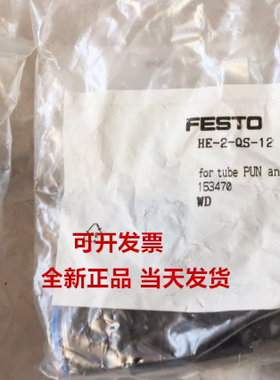 FESTO
HE-2-QS-12
for tube PUN an
153470
WD
可开发票
全新正品 当天发货